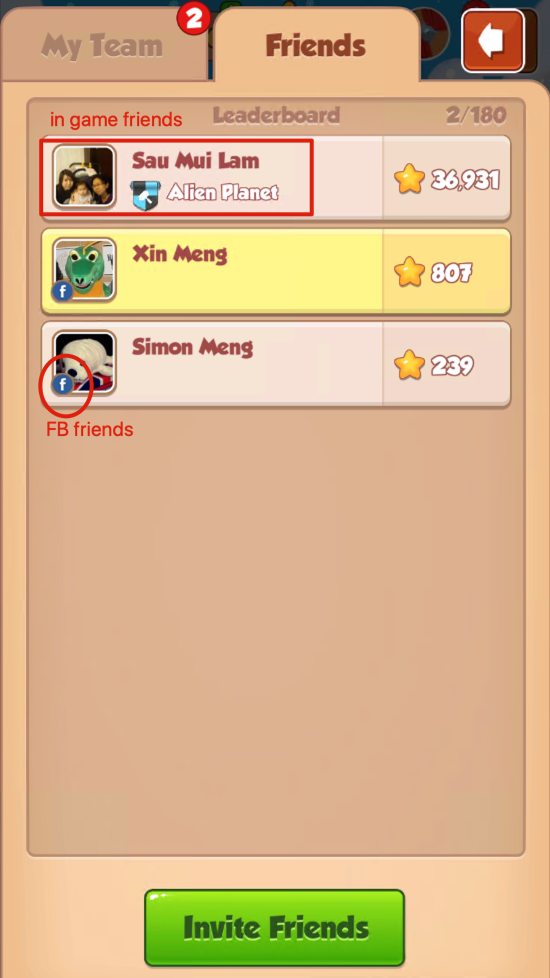 My Team
2
Friends
in game friends
Leaderboard
2/180
Sau Mui Lam
Alien Planet
36,931
Xin Meng
f
807
Simon Meng
f
239
FB friends
Invite Friends